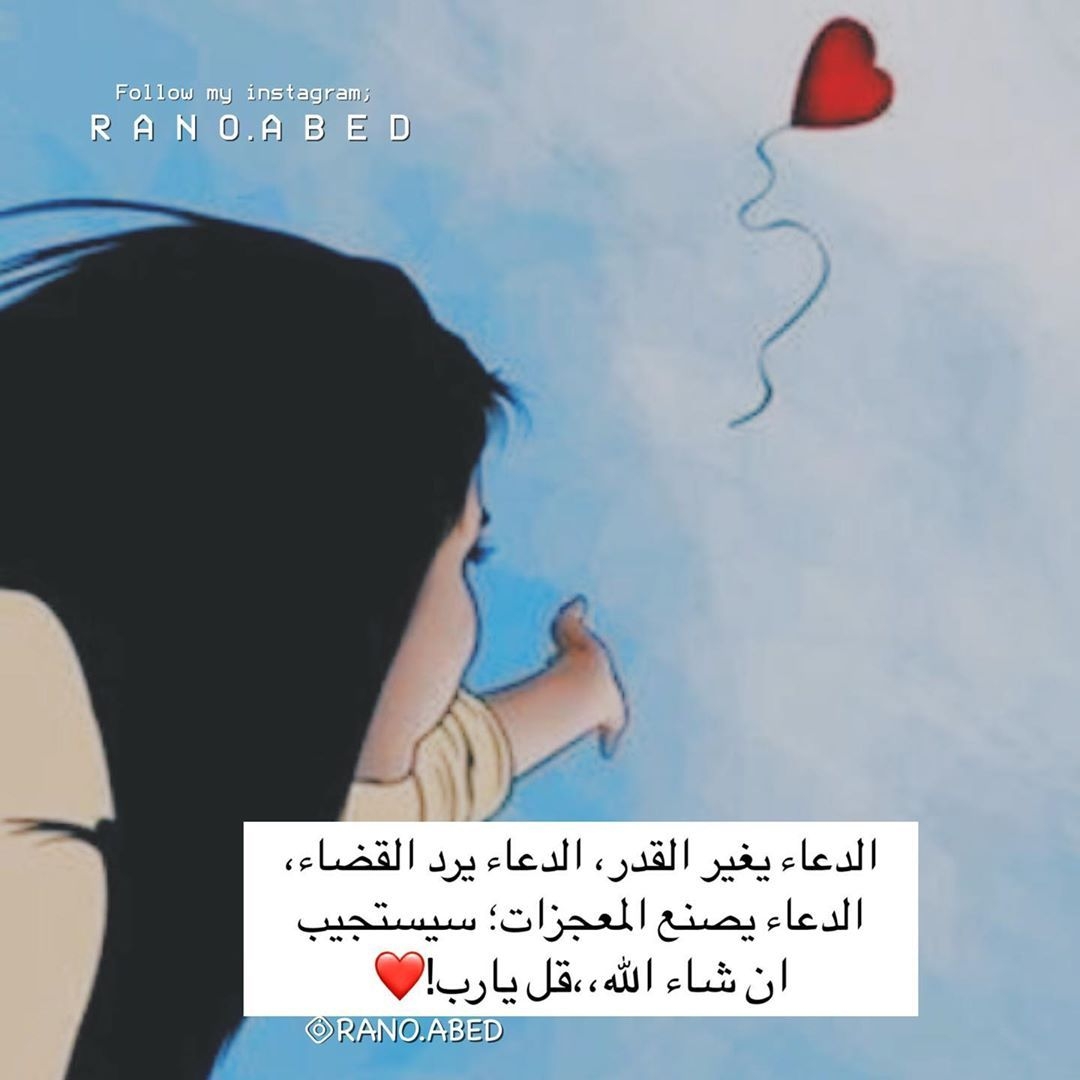 Follow my instagram;
RANO.ABED
الدعاء يغير القدر، الدعاء يرد القضاء،
الدعاء يصنع المعجزات؛ سيستجيب
ان شاء الله،،قل يارب!❤️
RANO.ABED